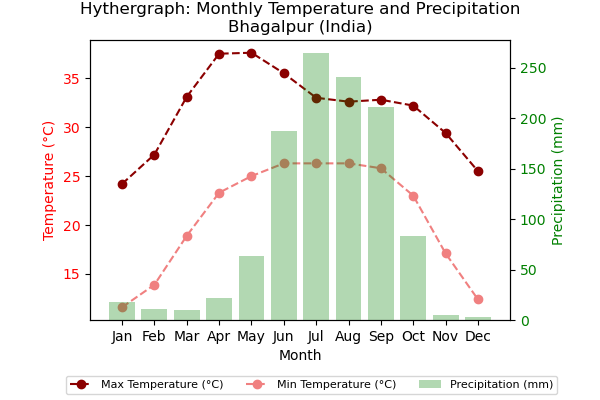 Hythergraph: Monthly Temperature and Precipitation
Bhagalpur (India)
Temperature (°C)
35
30
25
20
15
Precipitation (mm)
250
200
150
100
50
0
Jan Feb Mar Apr May Jun Jul Aug Sep Oct Nov Dec
Month
Max Temperature (°C) Min Temperature (°C) Precipitation (mm)